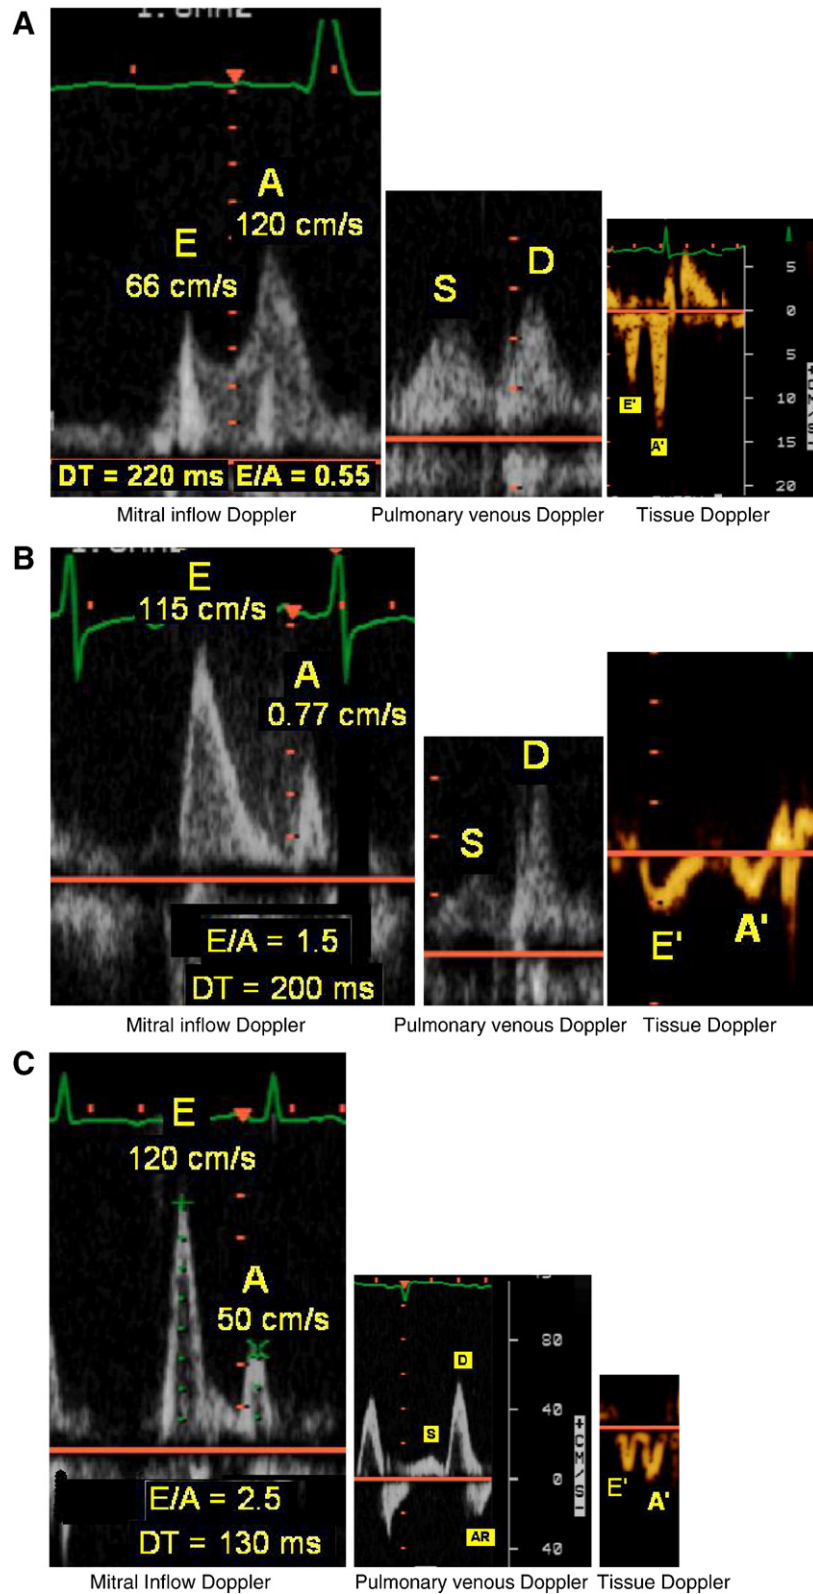 A
E
66 cm/s
A
120 cm/s
DT = 220 ms E/A = 0.55
S
D
E'
A'
5
0
5
10
15
20
Mitral inflow Doppler
Pulmonary venous Doppler
Tissue Doppler
B
E
115 cm/s
A
0.77 cm/s
E/A = 1.5
DT = 200 ms
S
D
E'
A'
Mitral inflow Doppler
Pulmonary venous Doppler
Tissue Doppler
C
E
120 cm/s
A
50 cm/s
E/A = 2.5
DT = 130 ms
D
S
AR
80
40
0
40
+CM/S-
E'
A'
Mitral Inflow Doppler
Pulmonary venous Doppler
Tissue Doppler